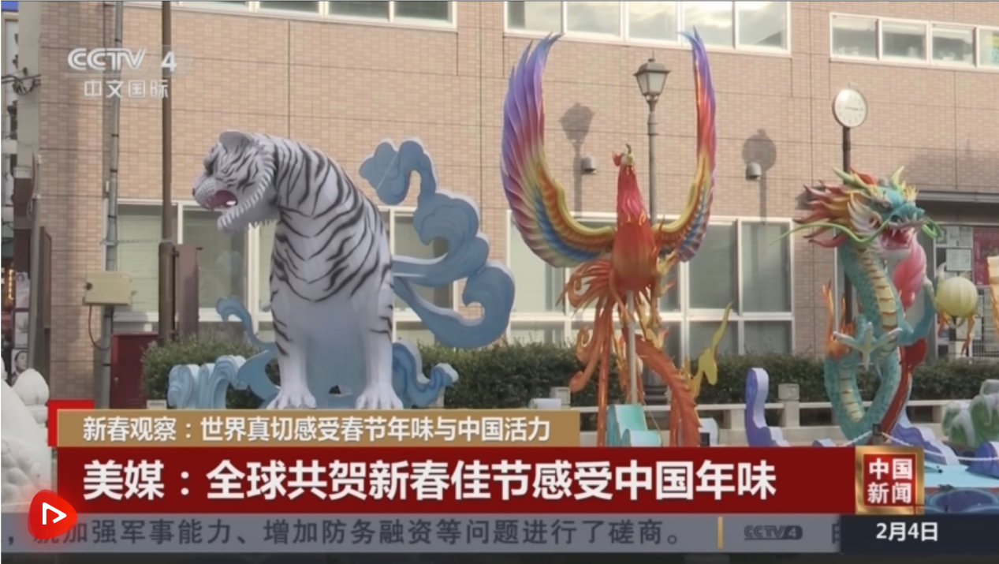 CCTV 4
中文国际
新春观察：世界真切感受春节年味与中国活力
美媒：全球共贺新春佳节感受中国年味
中国
新闻
加强军事能力、增加防务融资等问题进行了磋商。
CCTV4
2月4日